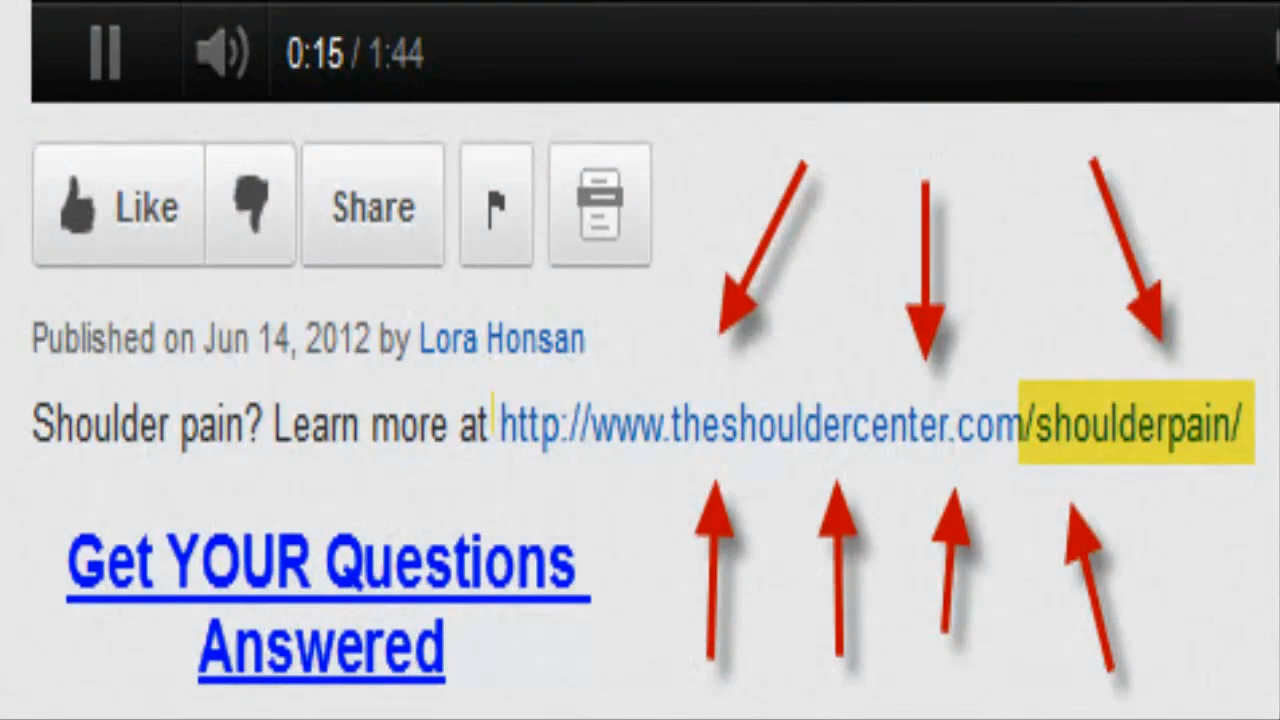 0:15 / 1:44
Like Share
Published on Jun 14, 2012 by Lora Honsan
Shoulder pain? Learn more at http://www.theshouldercenter.com/shoulderpain/
Get YOUR Questions
Answered